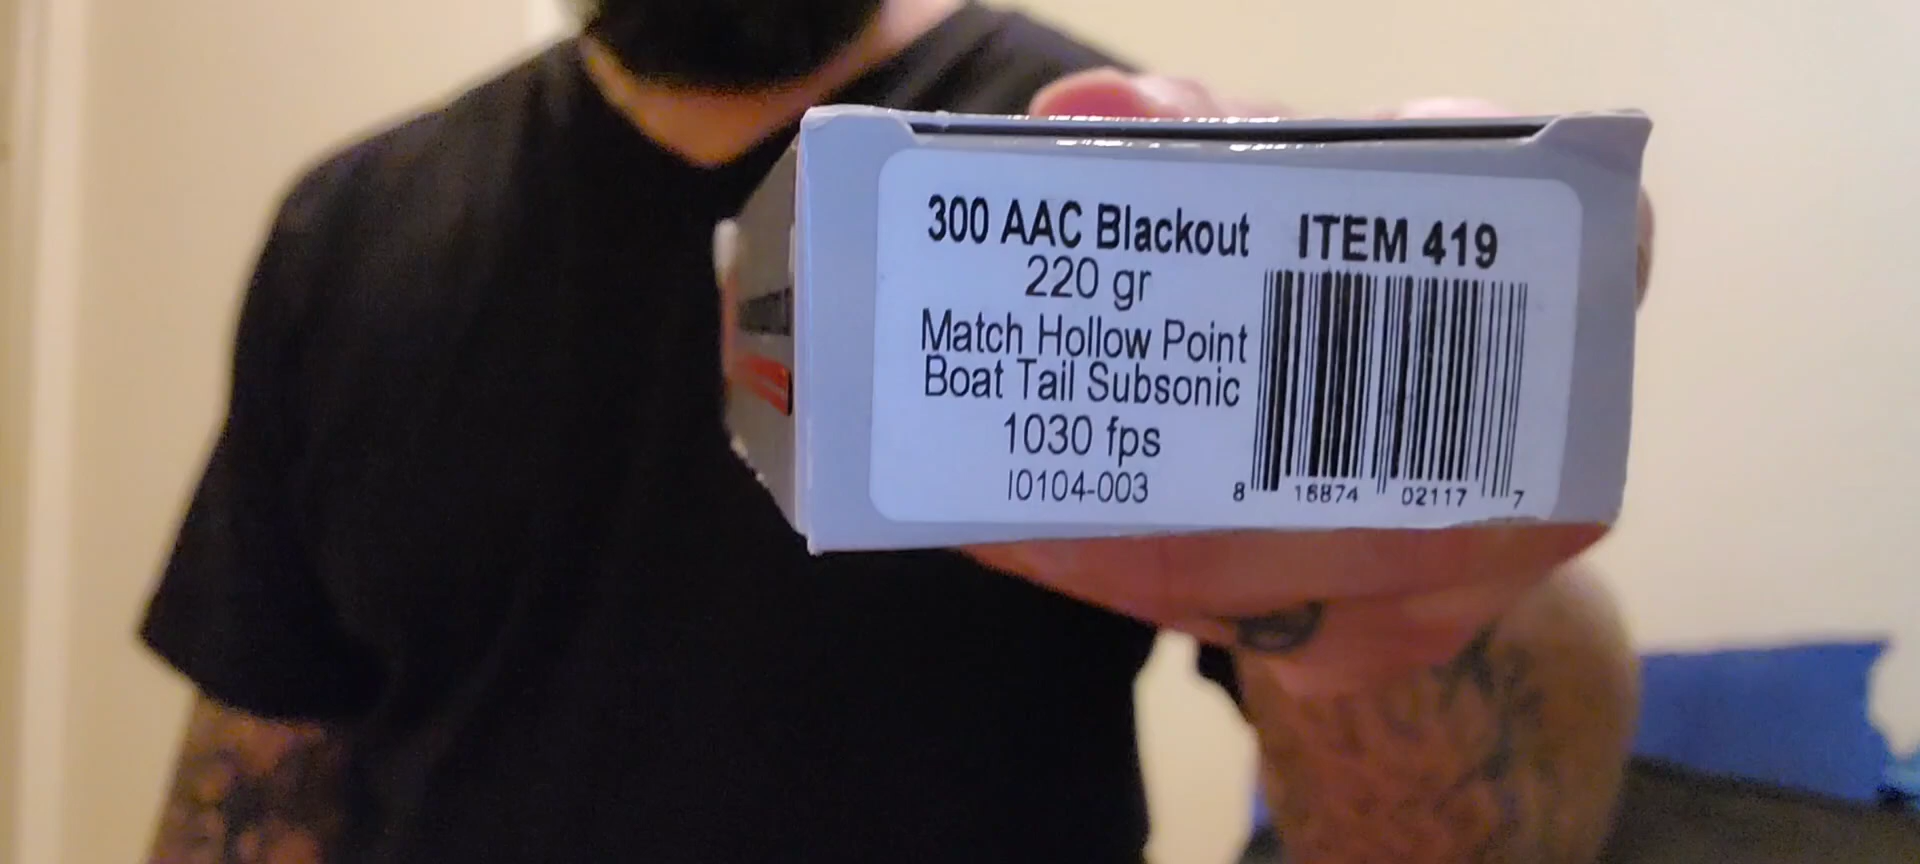 300 AAC Blackout
220 gr
Match Hollow Point
Boat Tail Subsonic
1030 fps
I0104-003
ITEM 419
8 16874 02117 7